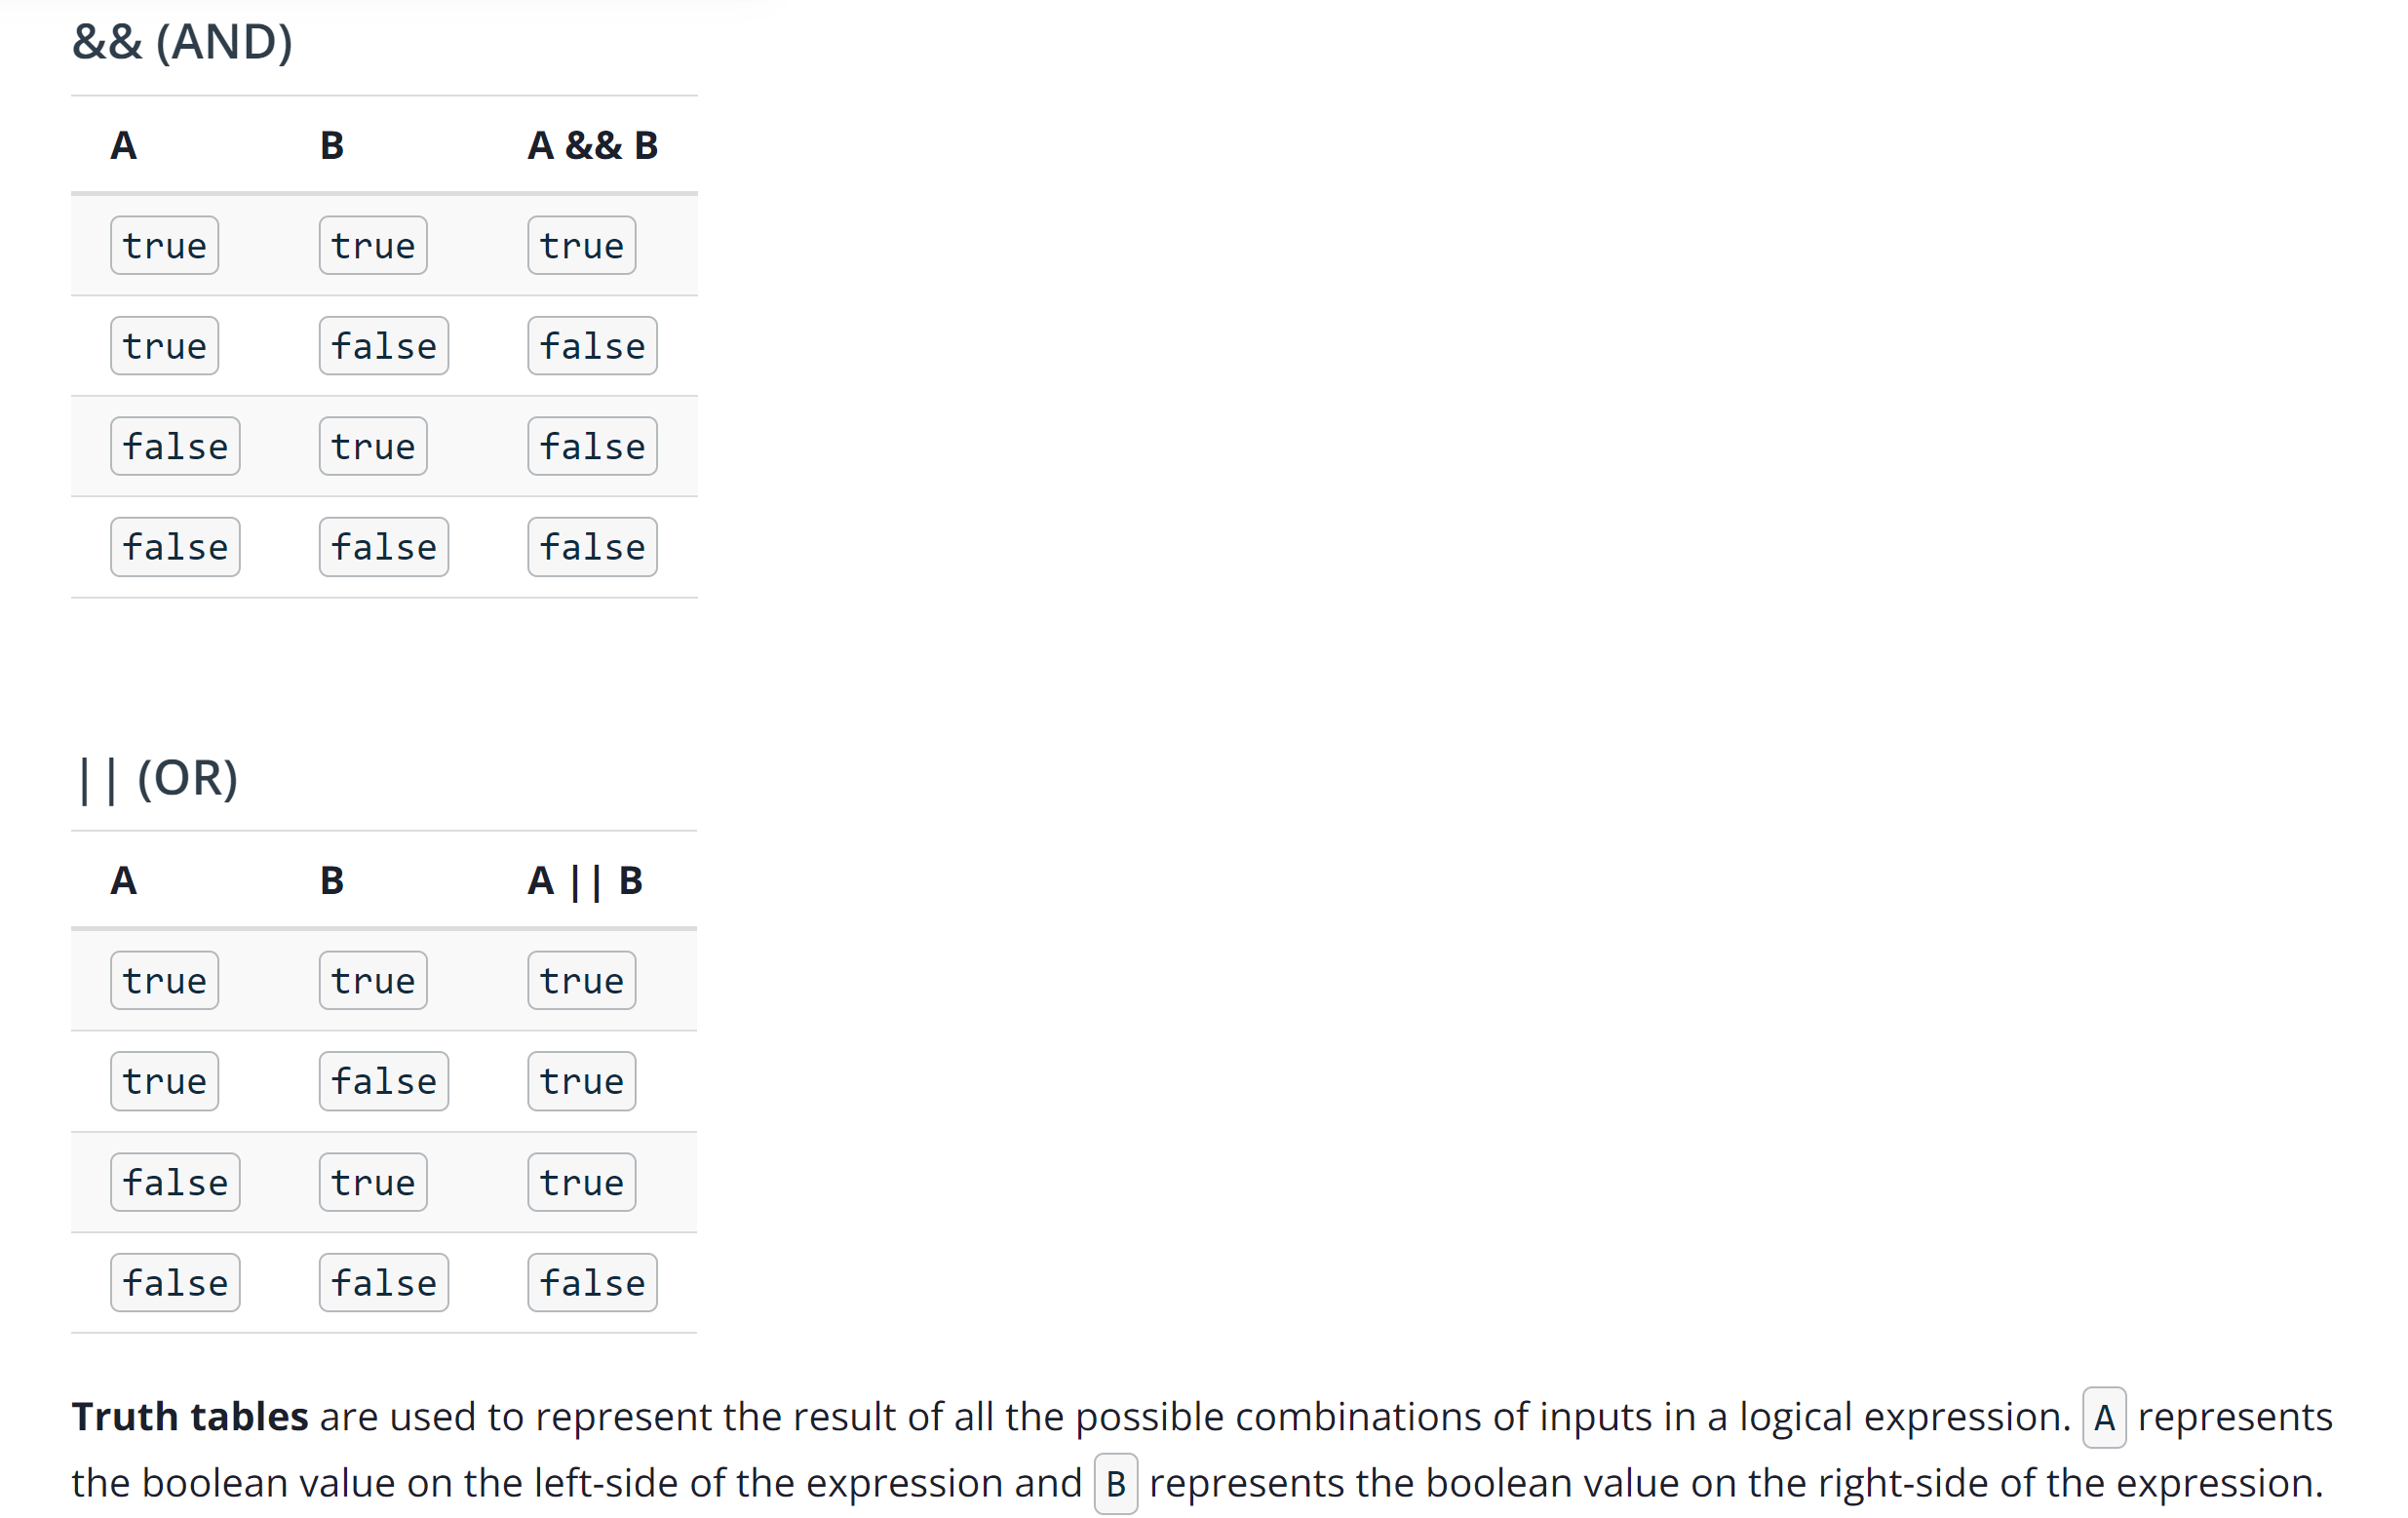 && (AND)
A B A && B
true true true
true false false
false true false
false false false
|| (OR)
A B A || B
true true true
true false true
false true true
false false false
Truth tables are used to represent the result of all the possible combinations of inputs in a logical expression. A represents
the boolean value on the left-side of the expression and B represents the boolean value on the right-side of the expression.